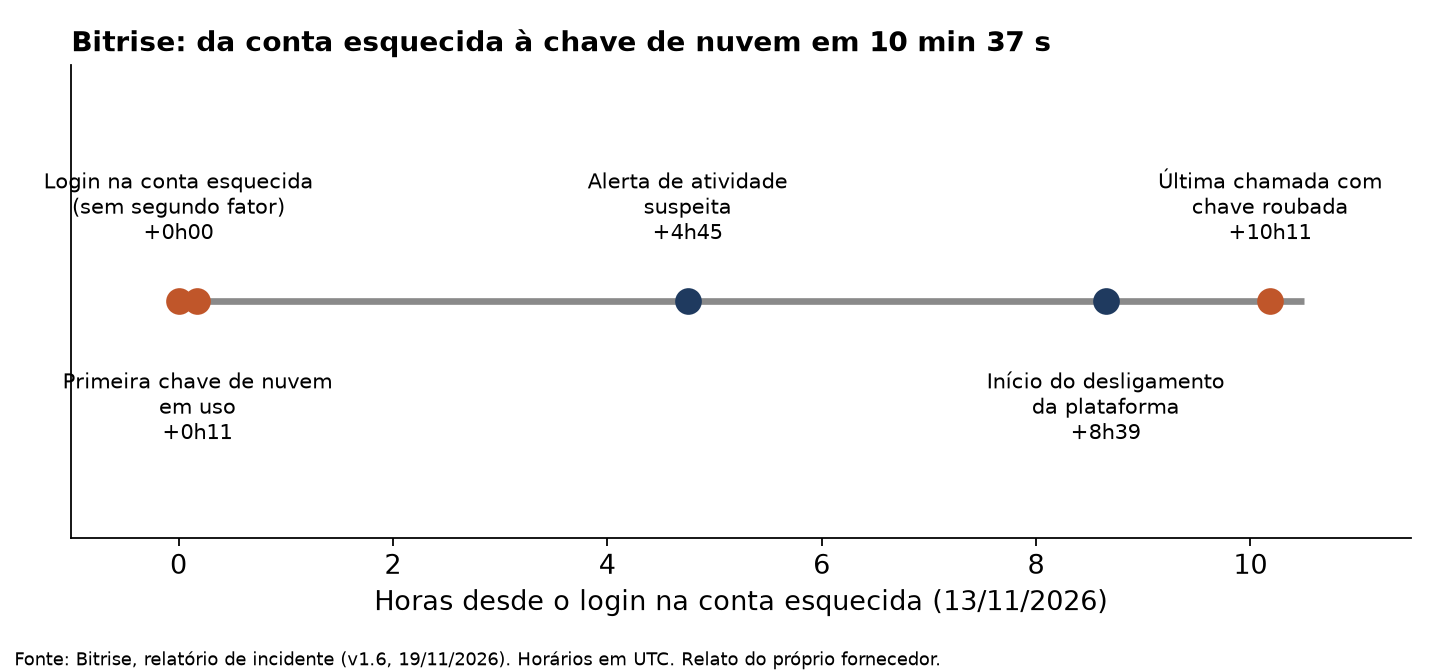 Bitrise: da conta esquecida à chave de nuvem em 10 min 37 s
Login na conta esquecida
(sem segundo fator)
+0h00
Alerta de atividade
suspeita
+4h45
Última chamada com
chave roubada
+10h11
Primeira chave de nuvem
em uso
+0h11
Início do desligamento
da plataforma
+8h39
0 2 4 6 8 10
Horas desde o login na conta esquecida (13/11/2026)
Fonte: Bitrise, relatório de incidente (v1.6, 19/11/2026). Horários em UTC. Relato do próprio fornecedor.